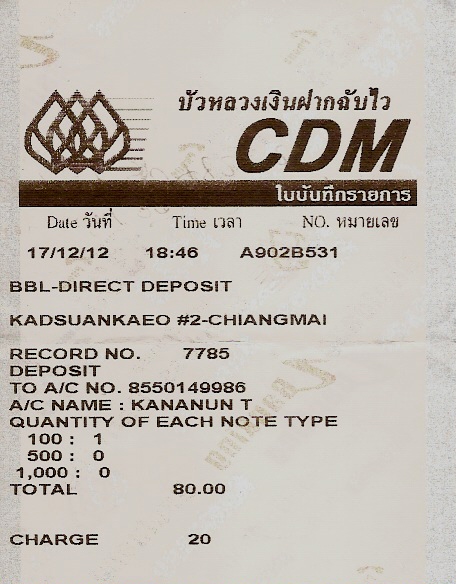 บัวหลวงเงินฝากฉับไว
CDM
ใบบันทึกรายการ
Date วันที่ Time เวลา NO. หมายเลข
17/12/12 18:46 A902B531
BBL-DIRECT DEPOSIT
KADSUANKAEO #2-CHIANGMAI
RECORD NO. 7785
DEPOSIT
TO A/C NO. 8550149986
A/C NAME : KANANUN T
QUANTITY OF EACH NOTE TYPE
100 : 1
500 : 0
1,000 : 0
TOTAL 80.00
CHARGE 20